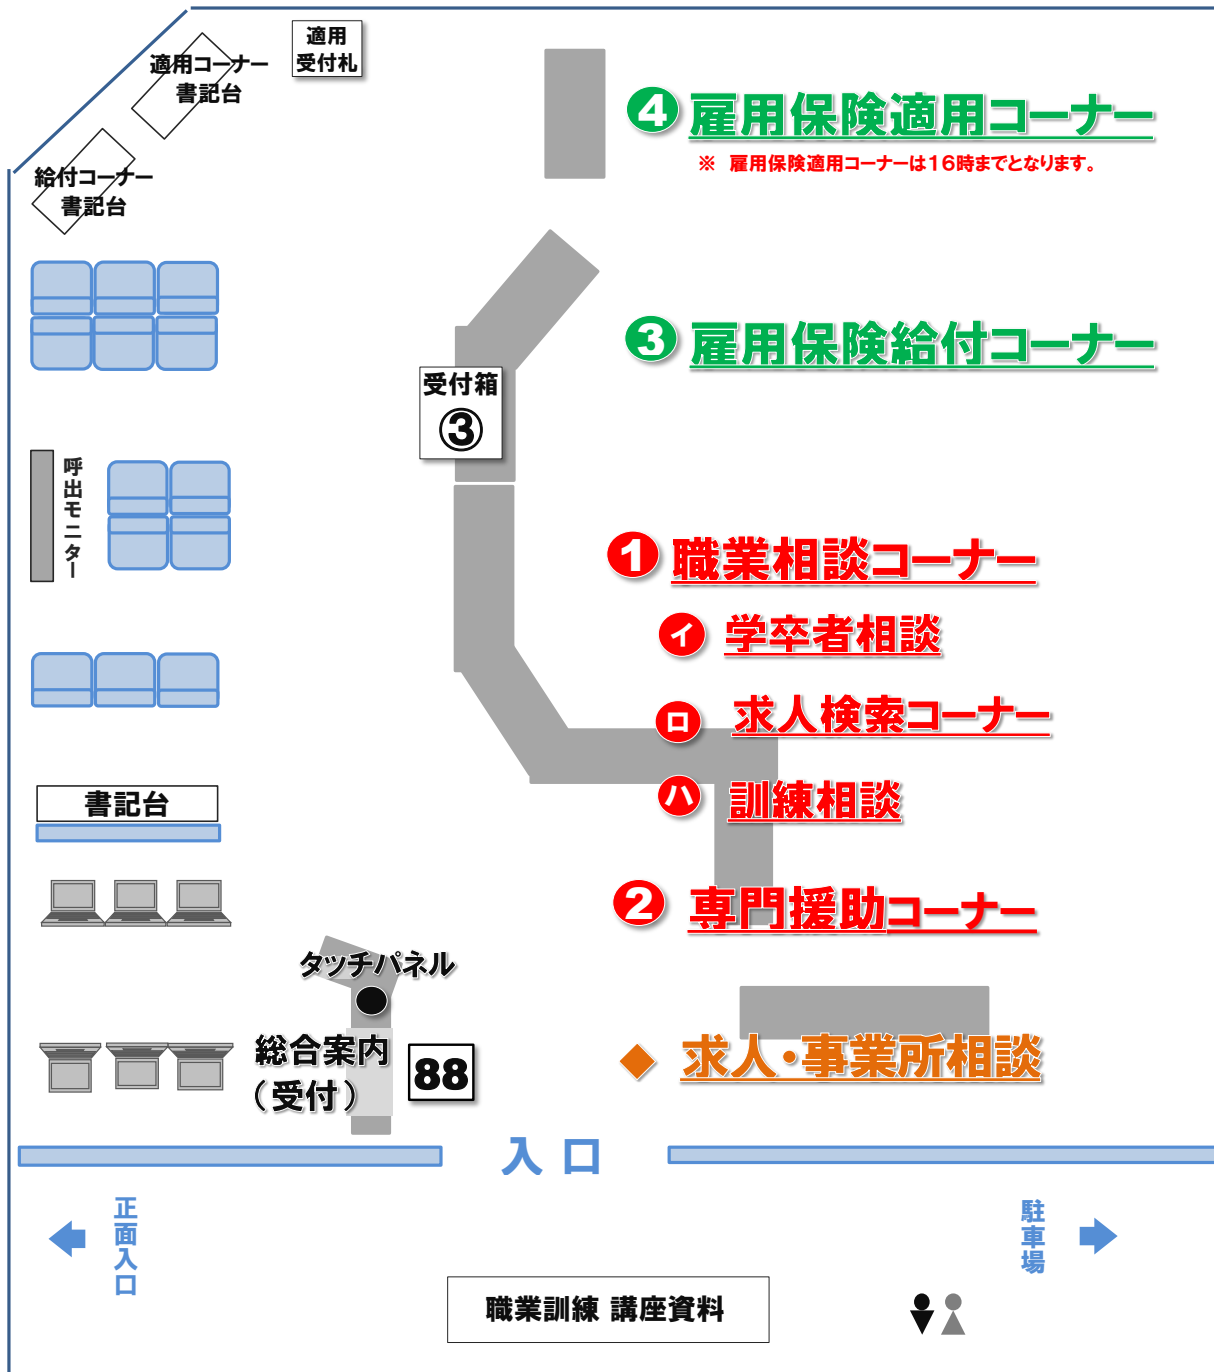 適用
受付札
適用コーナー
書記台
④ 雇用保険適用コーナー
※ 雇用保険適用コーナーは16時までとなります。
給付コーナー
書記台
③ 雇用保険給付コーナー
受付箱
③
呼出モニター
① 職業相談コーナー
イ 学卒者相談
ロ 求人検索コーナー
ハ 訓練相談
書記台
② 専門援助コーナー
タッチパネル
総合案内
（受付）
88
◆ 求人・事業所相談
入口
正面入口
駐車場
職業訓練 講座資料